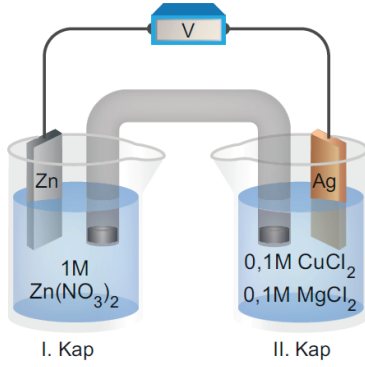 V
Zn
Ag
1M
Zn(NO₃)₂
0,1M CuCl₂
0,1M MgCl₂
I. Kap
II. Kap